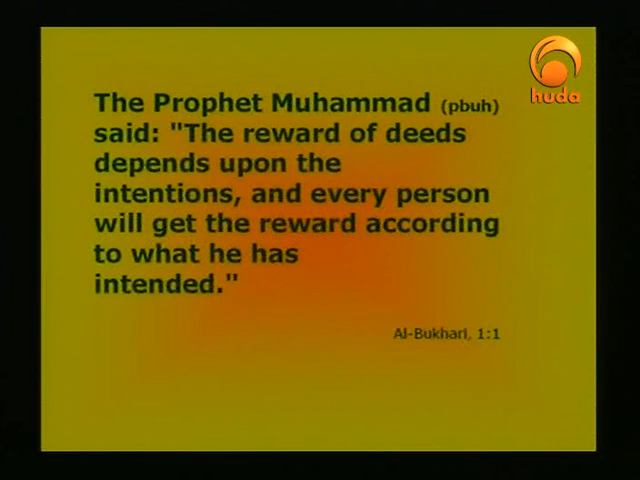 huda
The Prophet Muhammad (pbuh)
said: "The reward of deeds
depends upon the
intentions, and every person
will get the reward according
to what he has
intended."
Al-Bukhari, 1:1